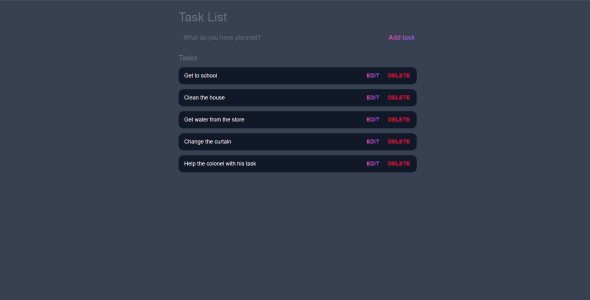 Task List
What do you have planned? Add task
Tasks
Get to school EDIT DELETE
Clean the house EDIT DELETE
Get water from the store EDIT DELETE
Change the curtain EDIT DELETE
Help the colonel with his task EDIT DELETE